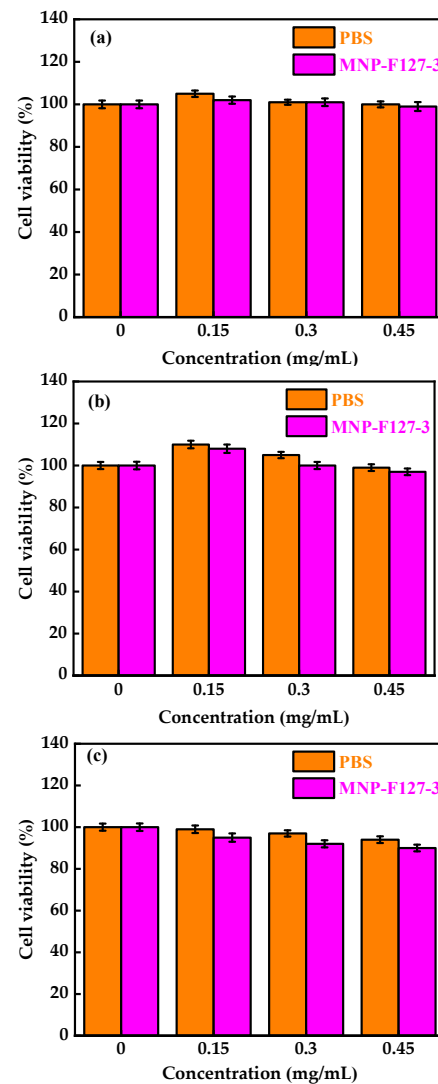 140
(a)
PBS
120
MNP-F127-3
100
80
60
40
20
0
Cell viability (%)
0 0.15 0.3 0.45
Concentration (mg/mL)
140
(b)
PBS
120
MNP-F127-3
100
80
60
40
20
0
Cell viability (%)
0 0.15 0.3 0.45
Concentration (mg/mL)
140
(c)
PBS
120
MNP-F127-3
100
80
60
40
20
0
Cell viability (%)
0 0.15 0.3 0.45
Concentration (mg/mL)